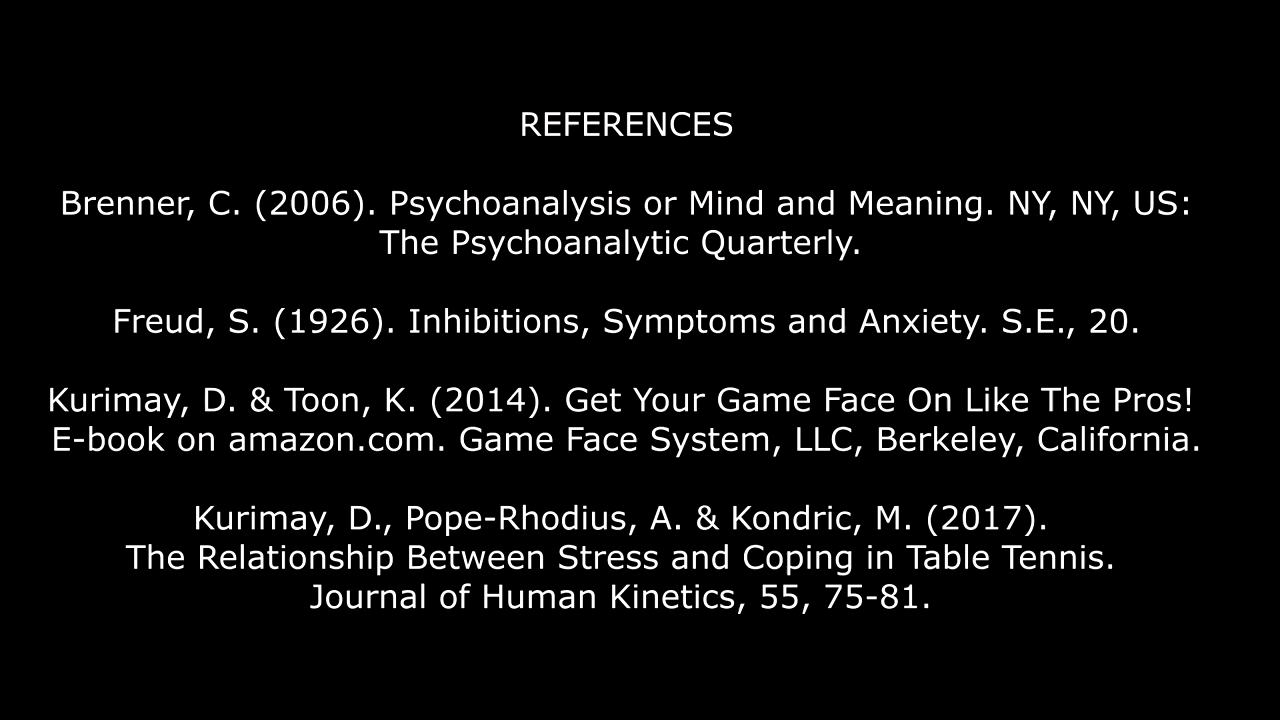 REFERENCES
Brenner, C. (2006). Psychoanalysis or Mind and Meaning. NY, NY, US:
The Psychoanalytic Quarterly.
Freud, S. (1926). Inhibitions, Symptoms and Anxiety. S.E., 20.
Kurimay, D. & Toon, K. (2014). Get Your Game Face On Like The Pros!
E-book on amazon.com. Game Face System, LLC, Berkeley, California.
Kurimay, D., Pope-Rhodius, A. & Kondric, M. (2017).
The Relationship Between Stress and Coping in Table Tennis.
Journal of Human Kinetics, 55, 75-81.